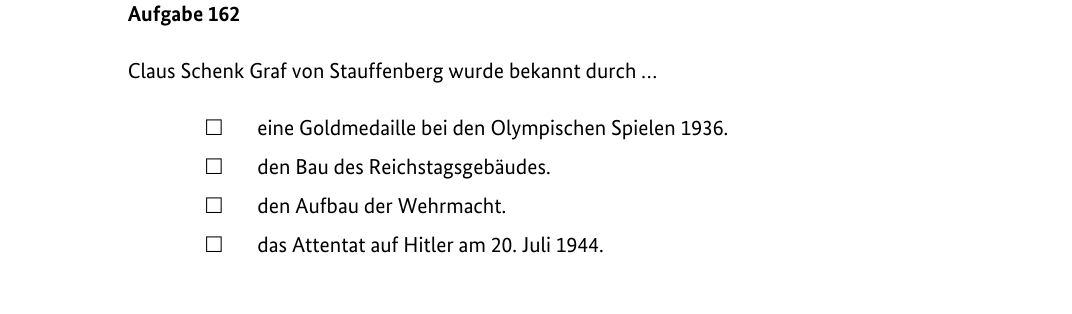 Aufgabe 162
Claus Schenk Graf von Stauffenberg wurde bekannt durch …
☐ eine Goldmedaille bei den Olympischen Spielen 1936.
☐ den Bau des Reichstagsgebäudes.
☐ den Aufbau der Wehrmacht.
☐ das Attentat auf Hitler am 20. Juli 1944.